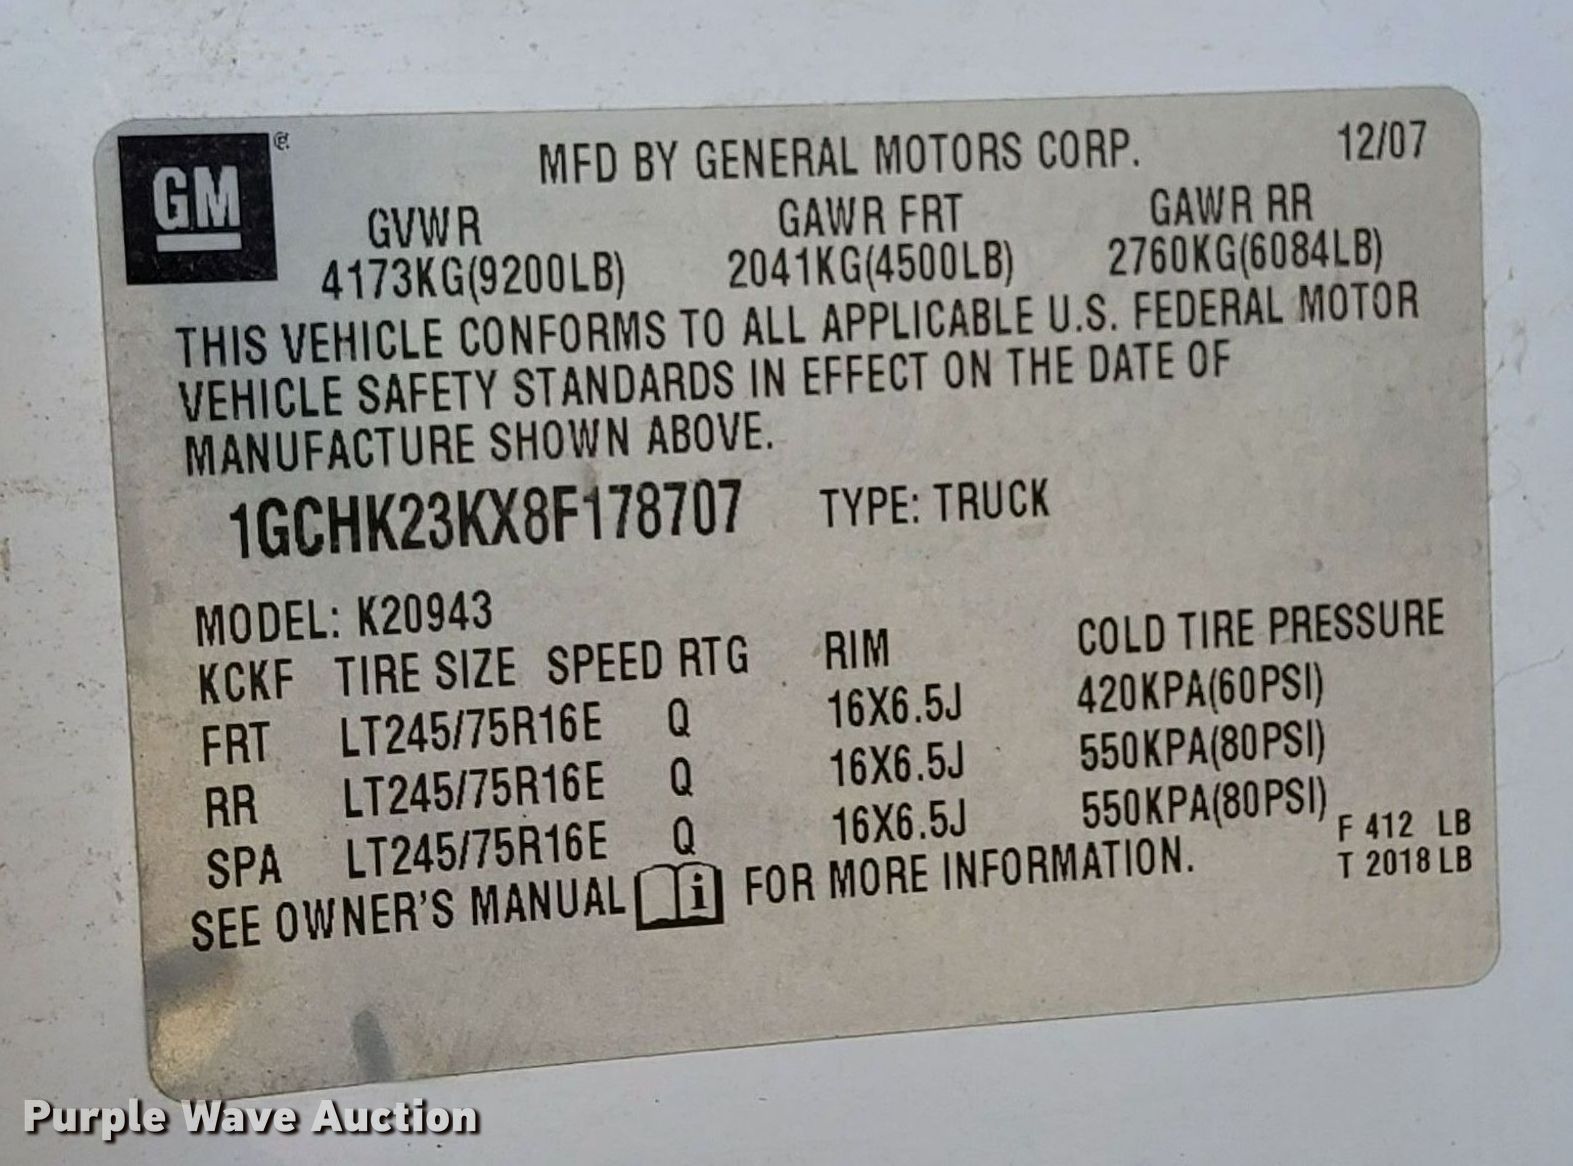 GM
MFD BY GENERAL MOTORS CORP. 12/07
GVWR GAWR FRT GAWR RR
4173KG(9200LB) 2041KG(4500LB) 2760KG(6084LB)
THIS VEHICLE CONFORMS TO ALL APPLICABLE U.S. FEDERAL MOTOR
VEHICLE SAFETY STANDARDS IN EFFECT ON THE DATE OF
MANUFACTURE SHOWN ABOVE.
1GCHK23KX8F178707 TYPE: TRUCK
MODEL: K20943
KCKF TIRE SIZE SPEED RTG RIM COLD TIRE PRESSURE
FRT LT245/75R16E Q 16X6.5J 420KPA(60PSI)
RR LT245/75R16E Q 16X6.5J 550KPA(80PSI)
SPA LT245/75R16E Q 16X6.5J 550KPA(80PSI)
F 412 LB
T 2018 LB
SEE OWNER'S MANUAL i FOR MORE INFORMATION.
Purple Wave Auction